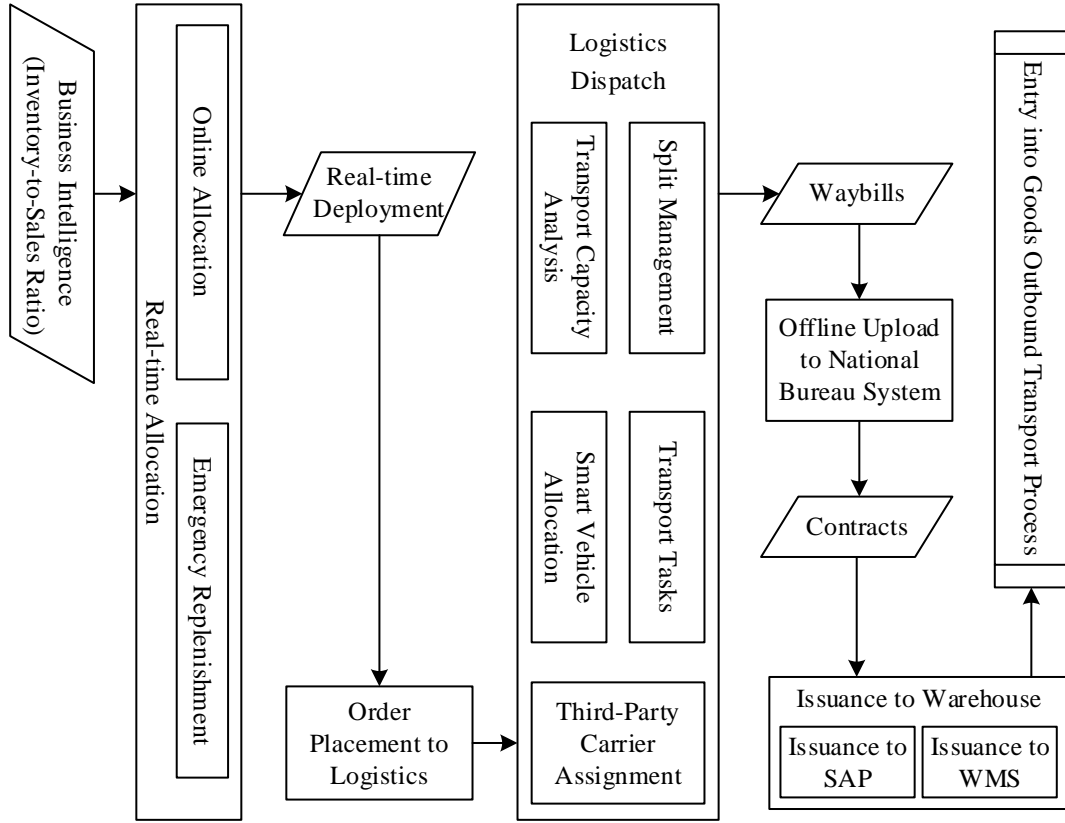 Business Intelligence
(Inventory-to-Sales Ratio)
Real-time Allocation
Online Allocation
Emergency Replenishment
Real-time
Deployment
Order
Placement to
Logistics
Logistics
Dispatch
Transport Capacity
Analysis
Split Management
Smart Vehicle
Allocation
Transport Tasks
Third-Party
Carrier
Assignment
Waybills
Offline Upload
to National
Bureau System
Contracts
Issuance to Warehouse
Issuance to
SAP
Issuance to
WMS
Entry into Goods Outbound Transport Process